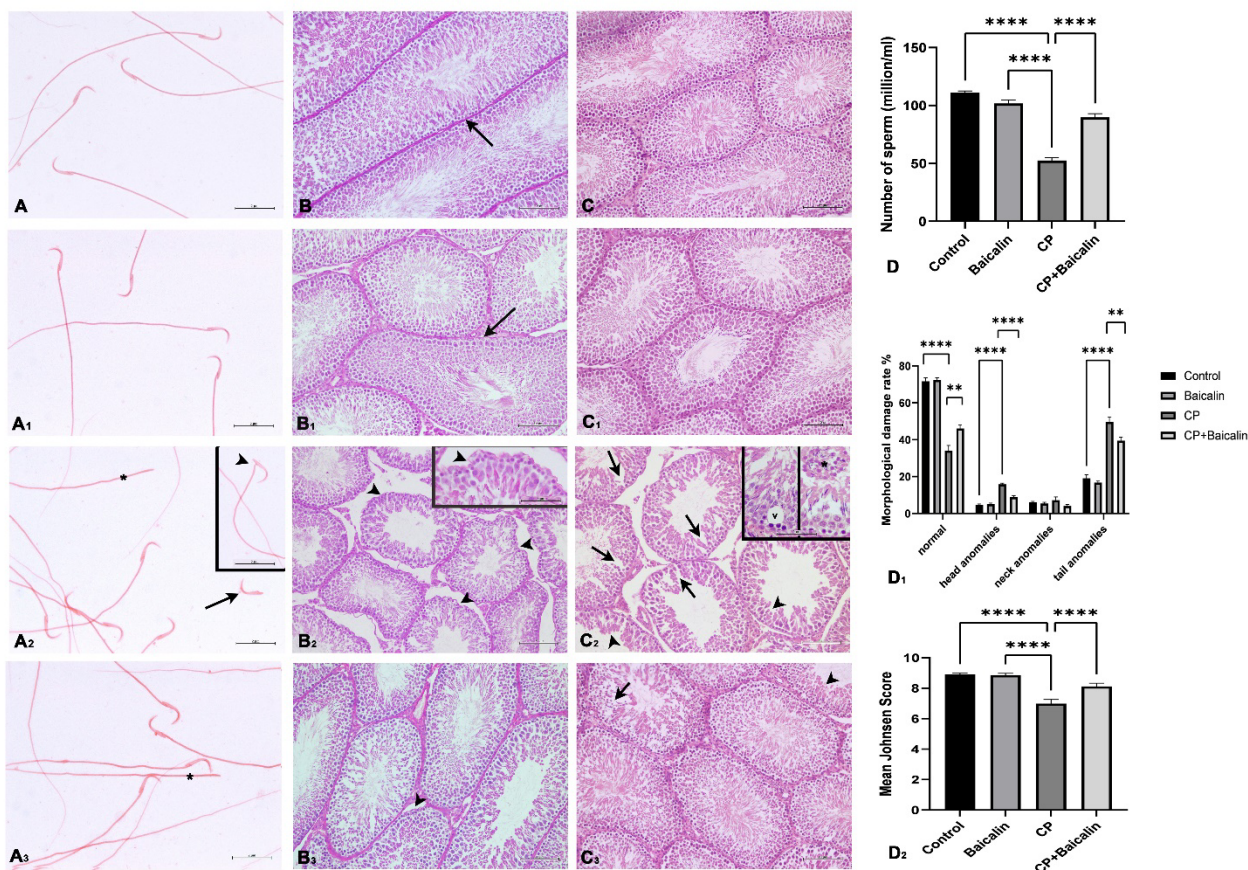 A
B
C
A1
B1
C1
*
A2
B2
v
*
C2
*
A3
B3
C3
**** ****
****
Number of sperm (million/ml)
150
100
50
0
Control
Baicalin
CP
CP+Baicalin
D
****
**
****
****
****
**
Morphological damage rate %
80
60
40
20
0
normal
head anomalies
neck anomalies
tail anomalies
Control
Baicalin
CP
CP+Baicalin
D1
**** ****
****
Mean Johnsen Score
10
8
6
4
2
0
Control
Baicalin
CP
CP+Baicalin
D2